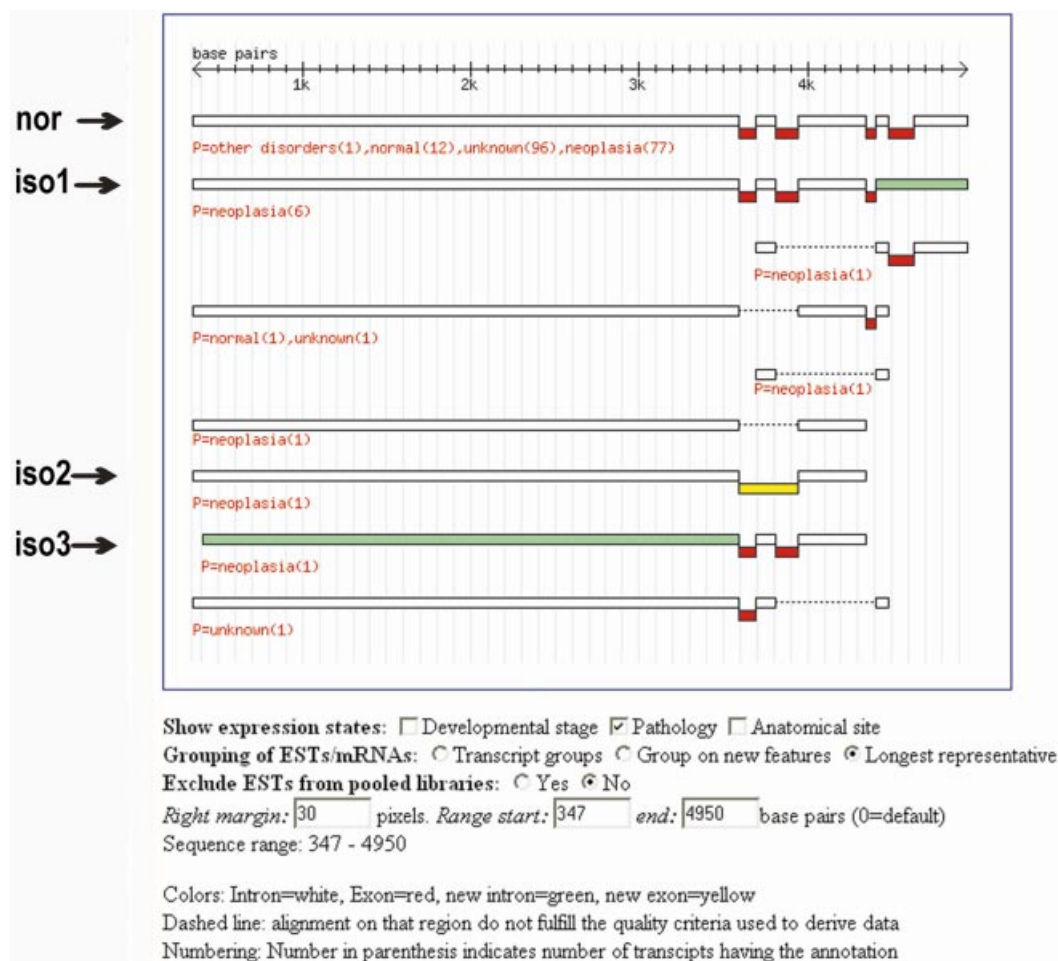 base pairs
1k 2k 3k 4k
nor
P=other disorders(1),normal(12),unknown(96),neoplasia(77)
iso1
P=neoplasia(6)
P=neoplasia(1)
P=normal(1),unknown(1)
P=neoplasia(1)
P=neoplasia(1)
iso2
P=neoplasia(1)
iso3
P=neoplasia(1)
P=unknown(1)
Show expression states: Developmental stage Pathology Anatomical site
Grouping of ESTs/mRNAs: Transcript groups Group on new features Longest representative
Exclude ESTs from pooled libraries: Yes No
Right margin: 30 pixels. Range start: 347 end: 4950 base pairs (0=default)
Sequence range: 347 - 4950
Colors: Intron=white, Exon=red, new intron=green, new exon=yellow
Dashed line: alignment on that region do not fulfill the quality criteria used to derive data
Numbering: Number in parenthesis indicates number of transcipts having the annotation